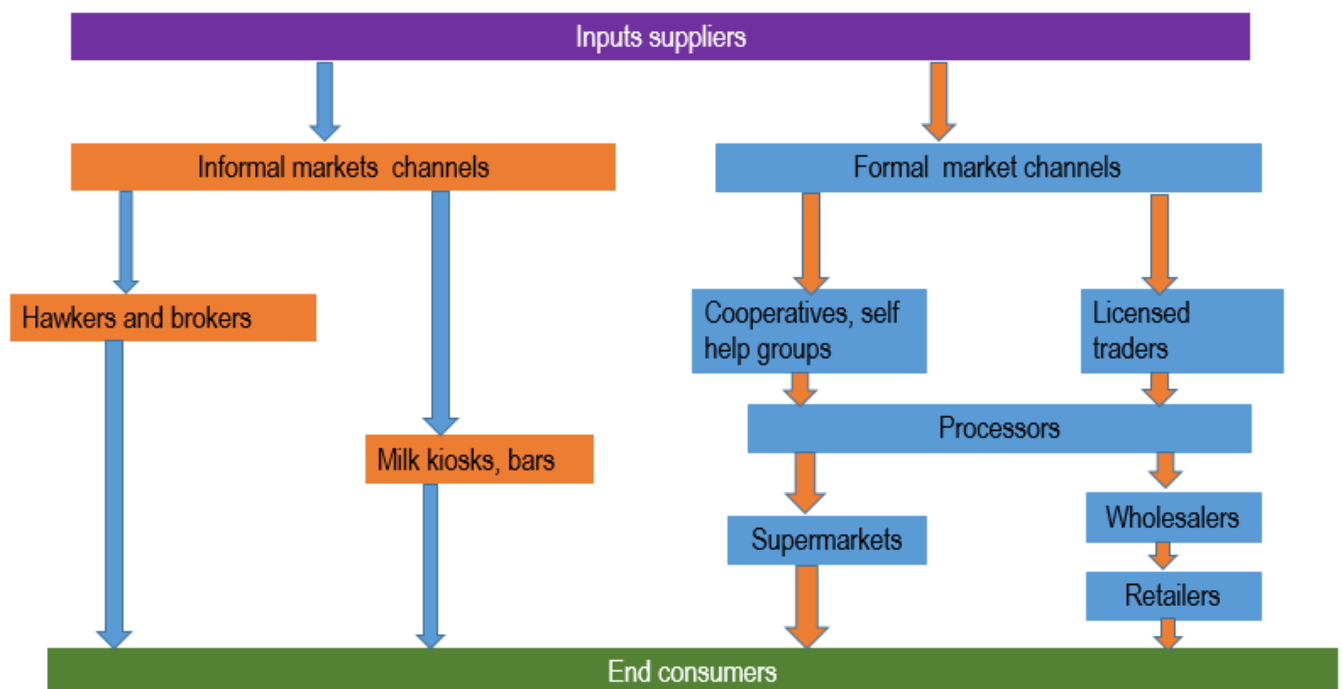 Inputs suppliers
Informal markets channels
Formal market channels
Hawkers and brokers
Cooperatives, self
help groups
Licensed
traders
Processors
Milk kiosks, bars
Supermarkets
Wholesalers
Retailers
End consumers